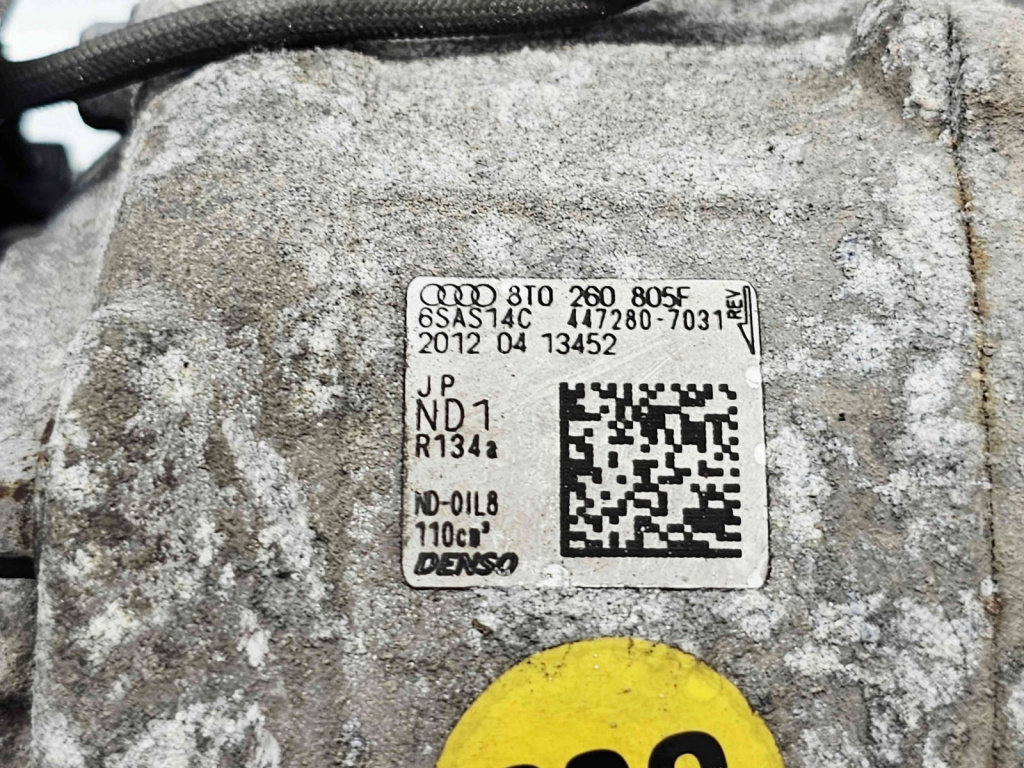 8T0 260 805F
REV
6SAS14C 447280-7031
2012 04 13452
JP
ND1
R134a
ND-OIL8
110cm³
DENSO